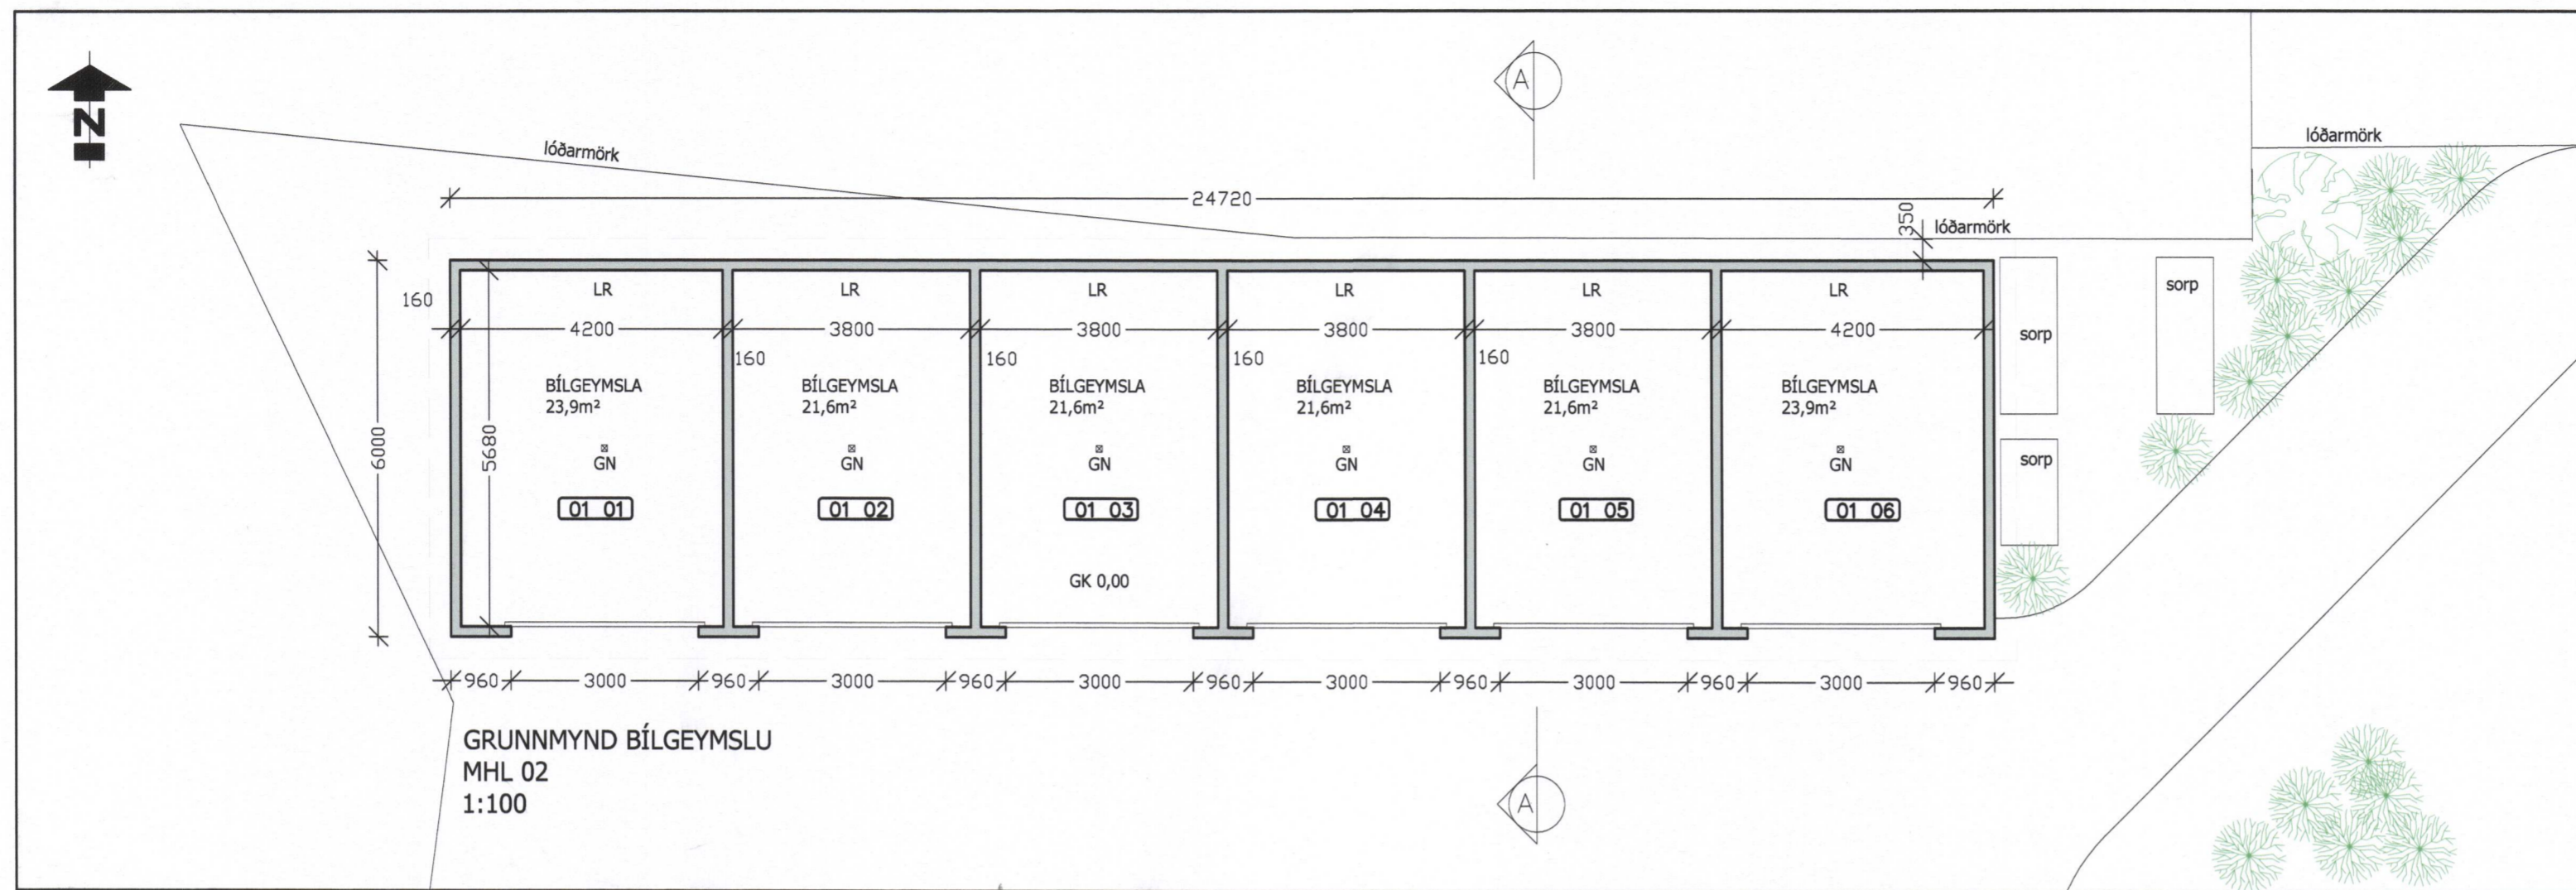 N
A
lóðarmörk
lóðarmörk
24720
350
lóðarmörk
LR
LR
LR
LR
LR
LR
sorp
160
4200
3800
3800
3800
3800
4200
sorp
160
160
160
160
BÍLGEYMSLA
23,9m²
BÍLGEYMSLA
21,6m²
BÍLGEYMSLA
21,6m²
BÍLGEYMSLA
21,6m²
BÍLGEYMSLA
21,6m²
BÍLGEYMSLA
23,9m²
6000
5680
GN
GN
GN
GN
GN
GN
sorp
01 01
01 02
01 03
01 04
01 05
01 06
GK 0,00
960
3000
960
3000
960
3000
960
3000
960
3000
960
3000
960
GRUNNMYND BÍLGEYMSLU
MHL 02
1:100
A